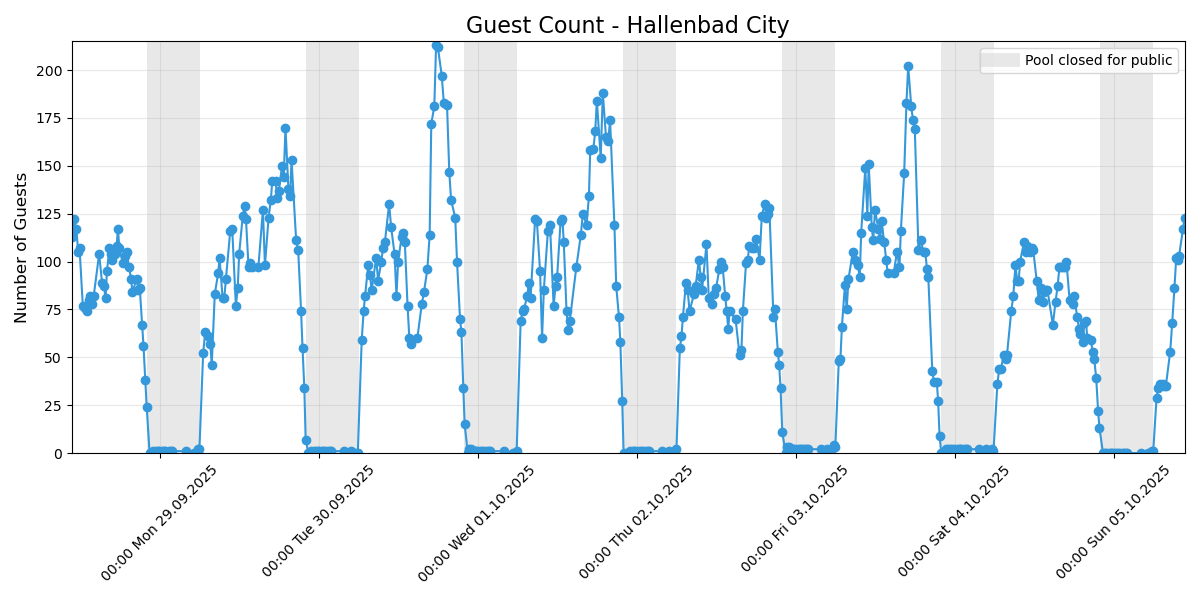 Guest Count - Hallenbad City
Pool closed for public
Number of Guests
200
175
150
125
100
75
50
25
0
00:00 Mon 29.09.2025
00:00 Tue 30.09.2025
00:00 Wed 01.10.2025
00:00 Thu 02.10.2025
00:00 Fri 03.10.2025
00:00 Sat 04.10.2025
00:00 Sun 05.10.2025